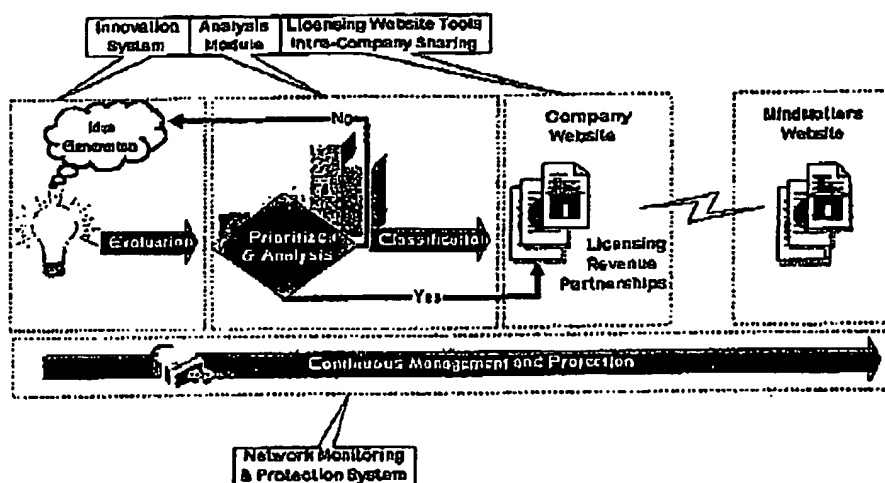 Innovation
System
Analysis
Module
Licensing Website Tools
Intra-Company Sharing
Idea
Generation
No
Company
Website
MindMatters
Website
Evaluation
Prioritize
& Analysis
Classification
Licensing
Revenue
Partnerships
Yes
Continuous Management and Protection
Network Monitoring
& Protection System